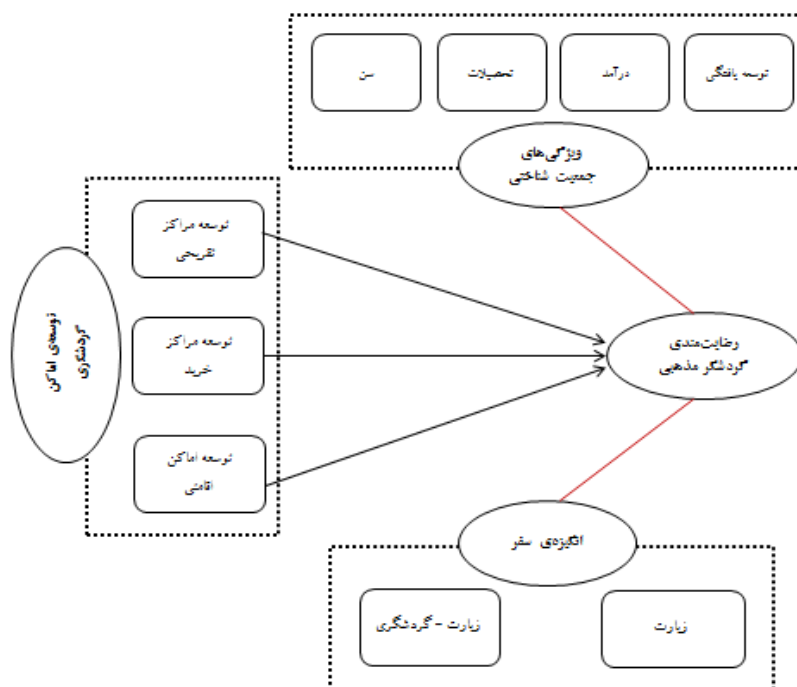 توسعه یافتگی
درآمد
تحصیلات
سن
ویژگی‌های
جمعیت شناختی
توسعه مراکز
تفریحی
توسعه مراکز
خرید
توسعه اماکن
اقامتی
توسعه‌ی اماکن
گردشگری
رضایت‌مندی
گردشگر مذهبی
انگیزه‌ی سفر
زیارت
زیارت – گردشگری